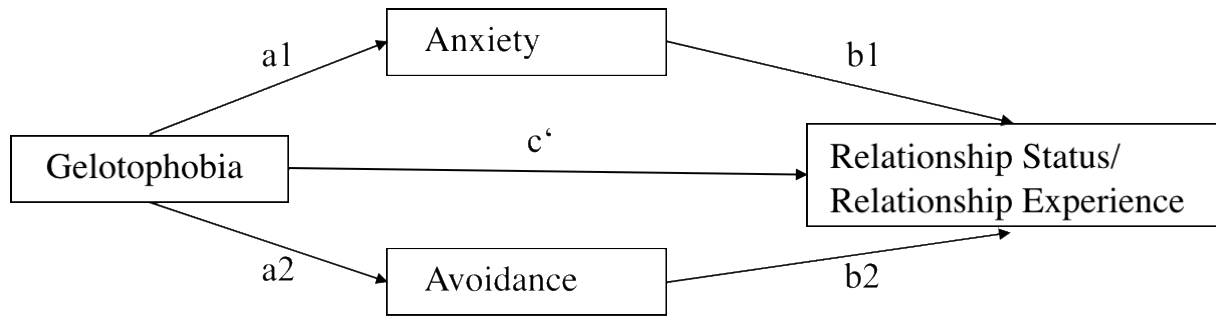 Anxiety
a1
b1
c‘
Gelotophobia
Relationship Status/
Relationship Experience
a2
Avoidance
b2